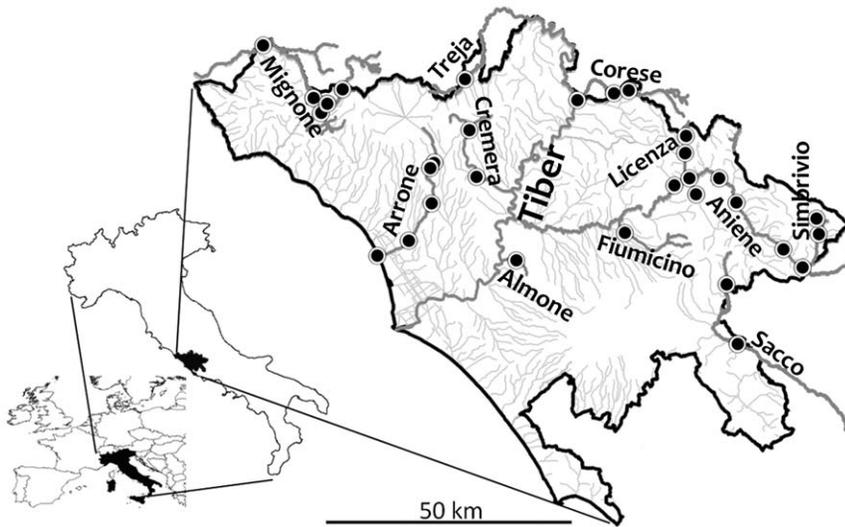 Mignone
Treja
Corese
Cremera
Tiber
Licenza
Simbrivio
Arrone
Aniene
Fiumicino
Almone
Sacco
50 km